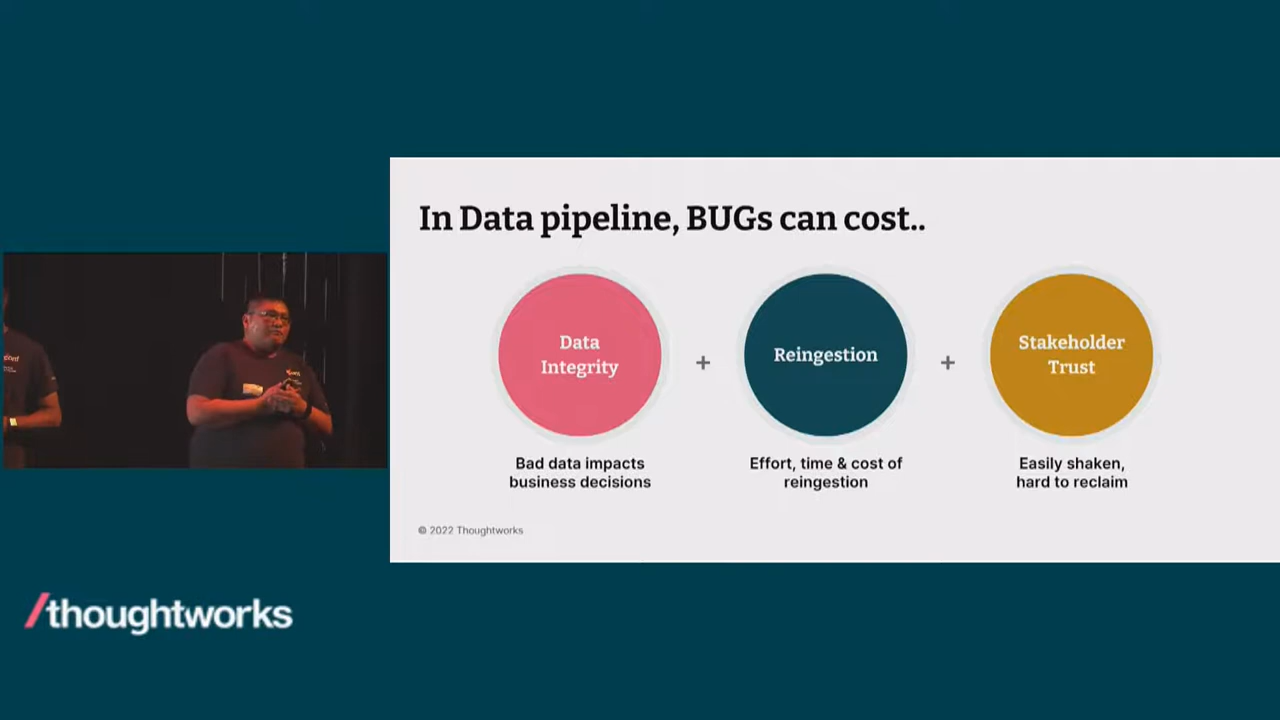 In Data pipeline, BUGs can cost..
Data
Integrity
+
Reingestion
+
Stakeholder
Trust
Bad data impacts
business decisions
Effort, time & cost of
reingestion
Easily shaken,
hard to reclaim
© 2022 Thoughtworks
/thoughtworks